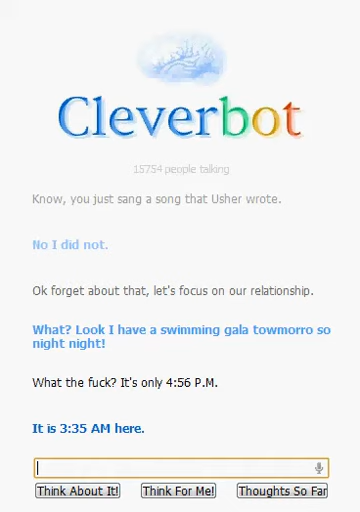 Cleverbot
15754 people talking
Know, you just sang a song that Usher wrote.
No I did not.
Ok forget about that, let's focus on our relationship.
What? Look I have a swimming gala towmorro so
night night!
What the fuck? It's only 4:56 P.M.
It is 3:35 AM here.
Think About It!
Think For Me!
Thoughts So Far